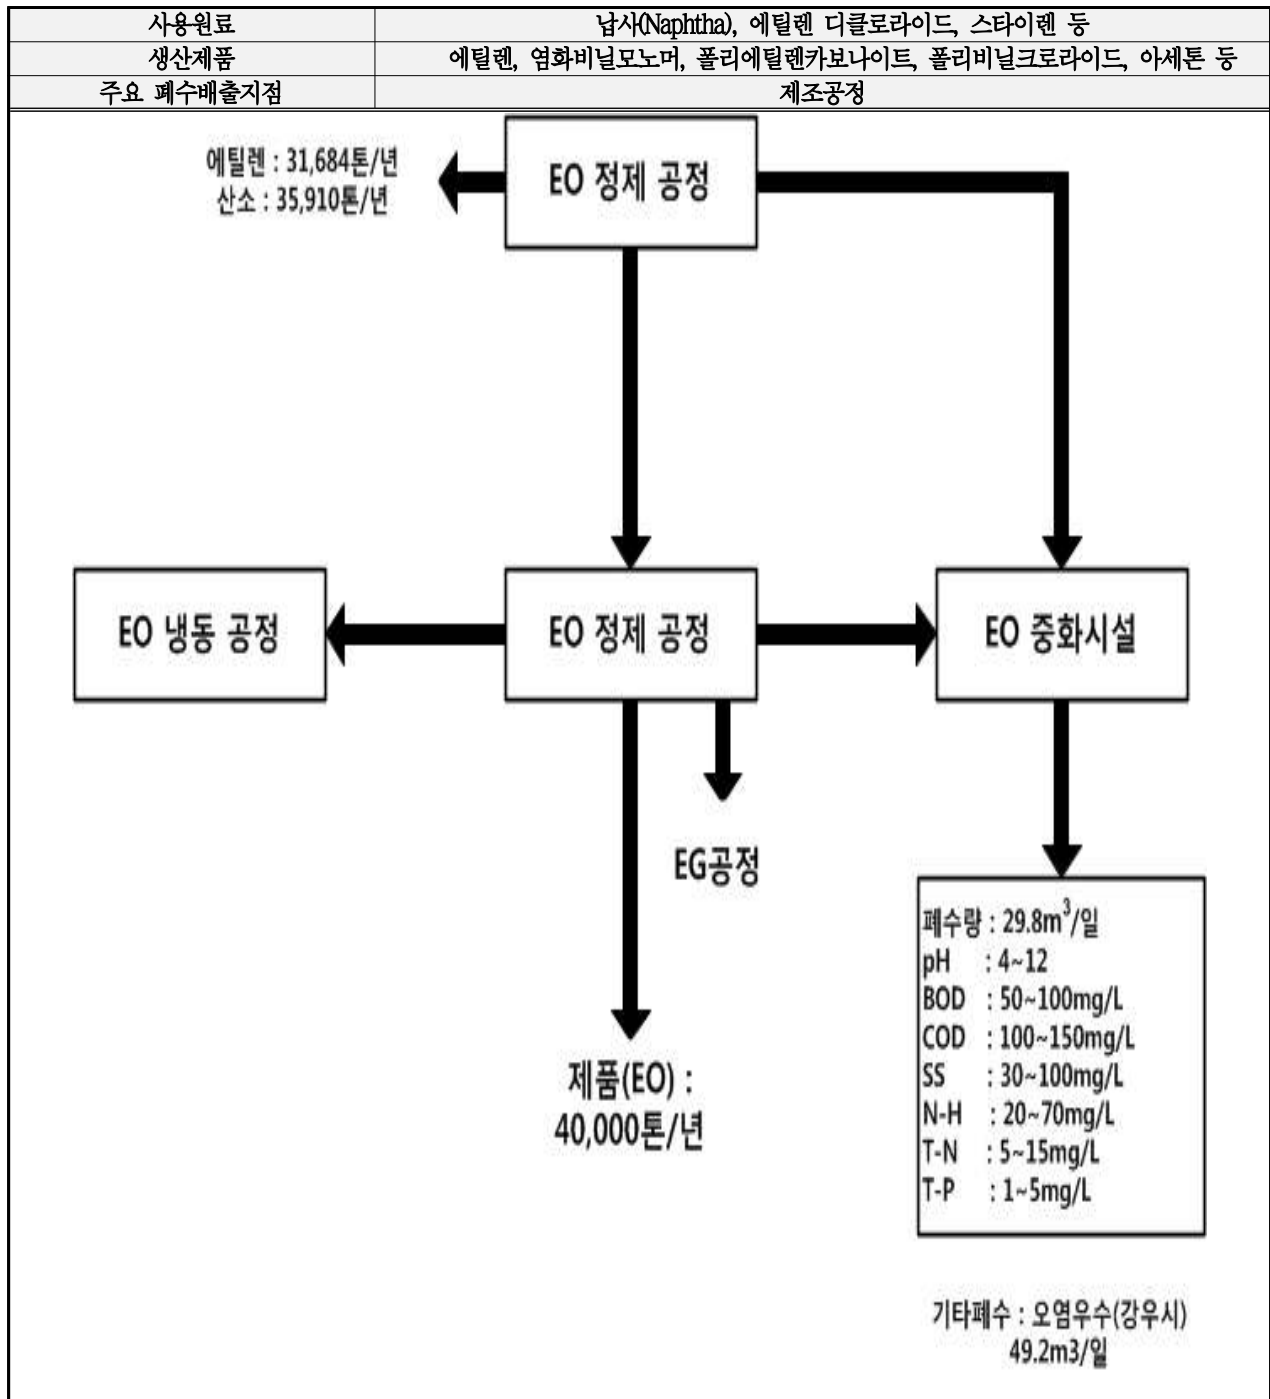 사용원료 납사(Naphtha), 에틸렌 디클로라이드, 스타이렌 등
생산제품 에틸렌, 염화비닐모노머, 폴리에틸렌카보나이트, 폴리비닐크로라이드, 아세톤 등
주요 폐수배출지점 제조공정
에틸렌 : 31,684톤/년
산소 : 35,910톤/년
EO 정제 공정
EO 냉동 공정
EO 정제 공정
EO 중화시설
EG공정
제품(EO) :
40,000톤/년
폐수량 : 29.8m³/일
pH : 4~12
BOD : 50~100mg/L
COD : 100~150mg/L
SS : 30~100mg/L
N-H : 20~70mg/L
T-N : 5~15mg/L
T-P : 1~5mg/L
기타폐수 : 오염우수(강우시)
49.2m3/일